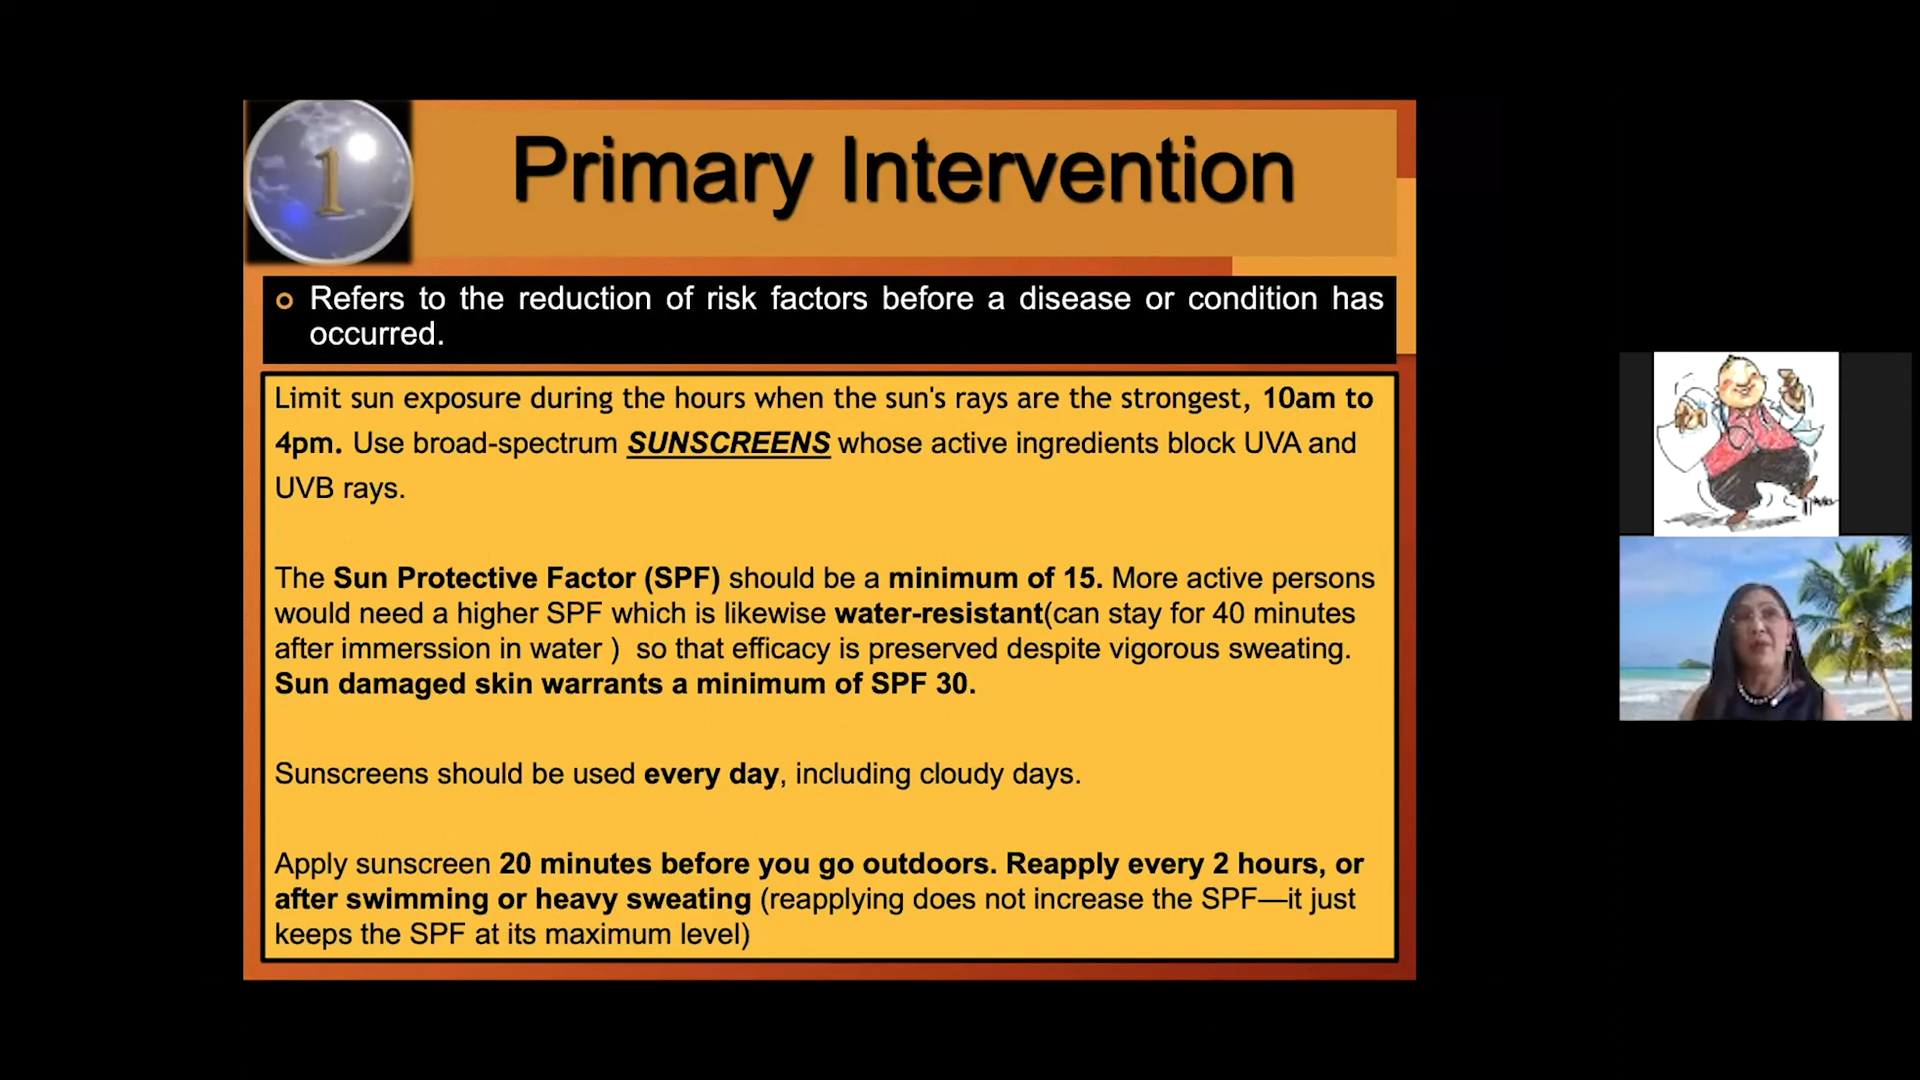 1
Primary Intervention
Refers to the reduction of risk factors before a disease or condition has
occurred.
Limit sun exposure during the hours when the sun's rays are the strongest, 10am to
4pm. Use broad-spectrum SUNSCREENS whose active ingredients block UVA and
UVB rays.
The Sun Protective Factor (SPF) should be a minimum of 15. More active persons
would need a higher SPF which is likewise water-resistant(can stay for 40 minutes
after immerssion in water ) so that efficacy is preserved despite vigorous sweating.
Sun damaged skin warrants a minimum of SPF 30.
Sunscreens should be used every day, including cloudy days.
Apply sunscreen 20 minutes before you go outdoors. Reapply every 2 hours, or
after swimming or heavy sweating (reapplying does not increase the SPF—it just
keeps the SPF at its maximum level)